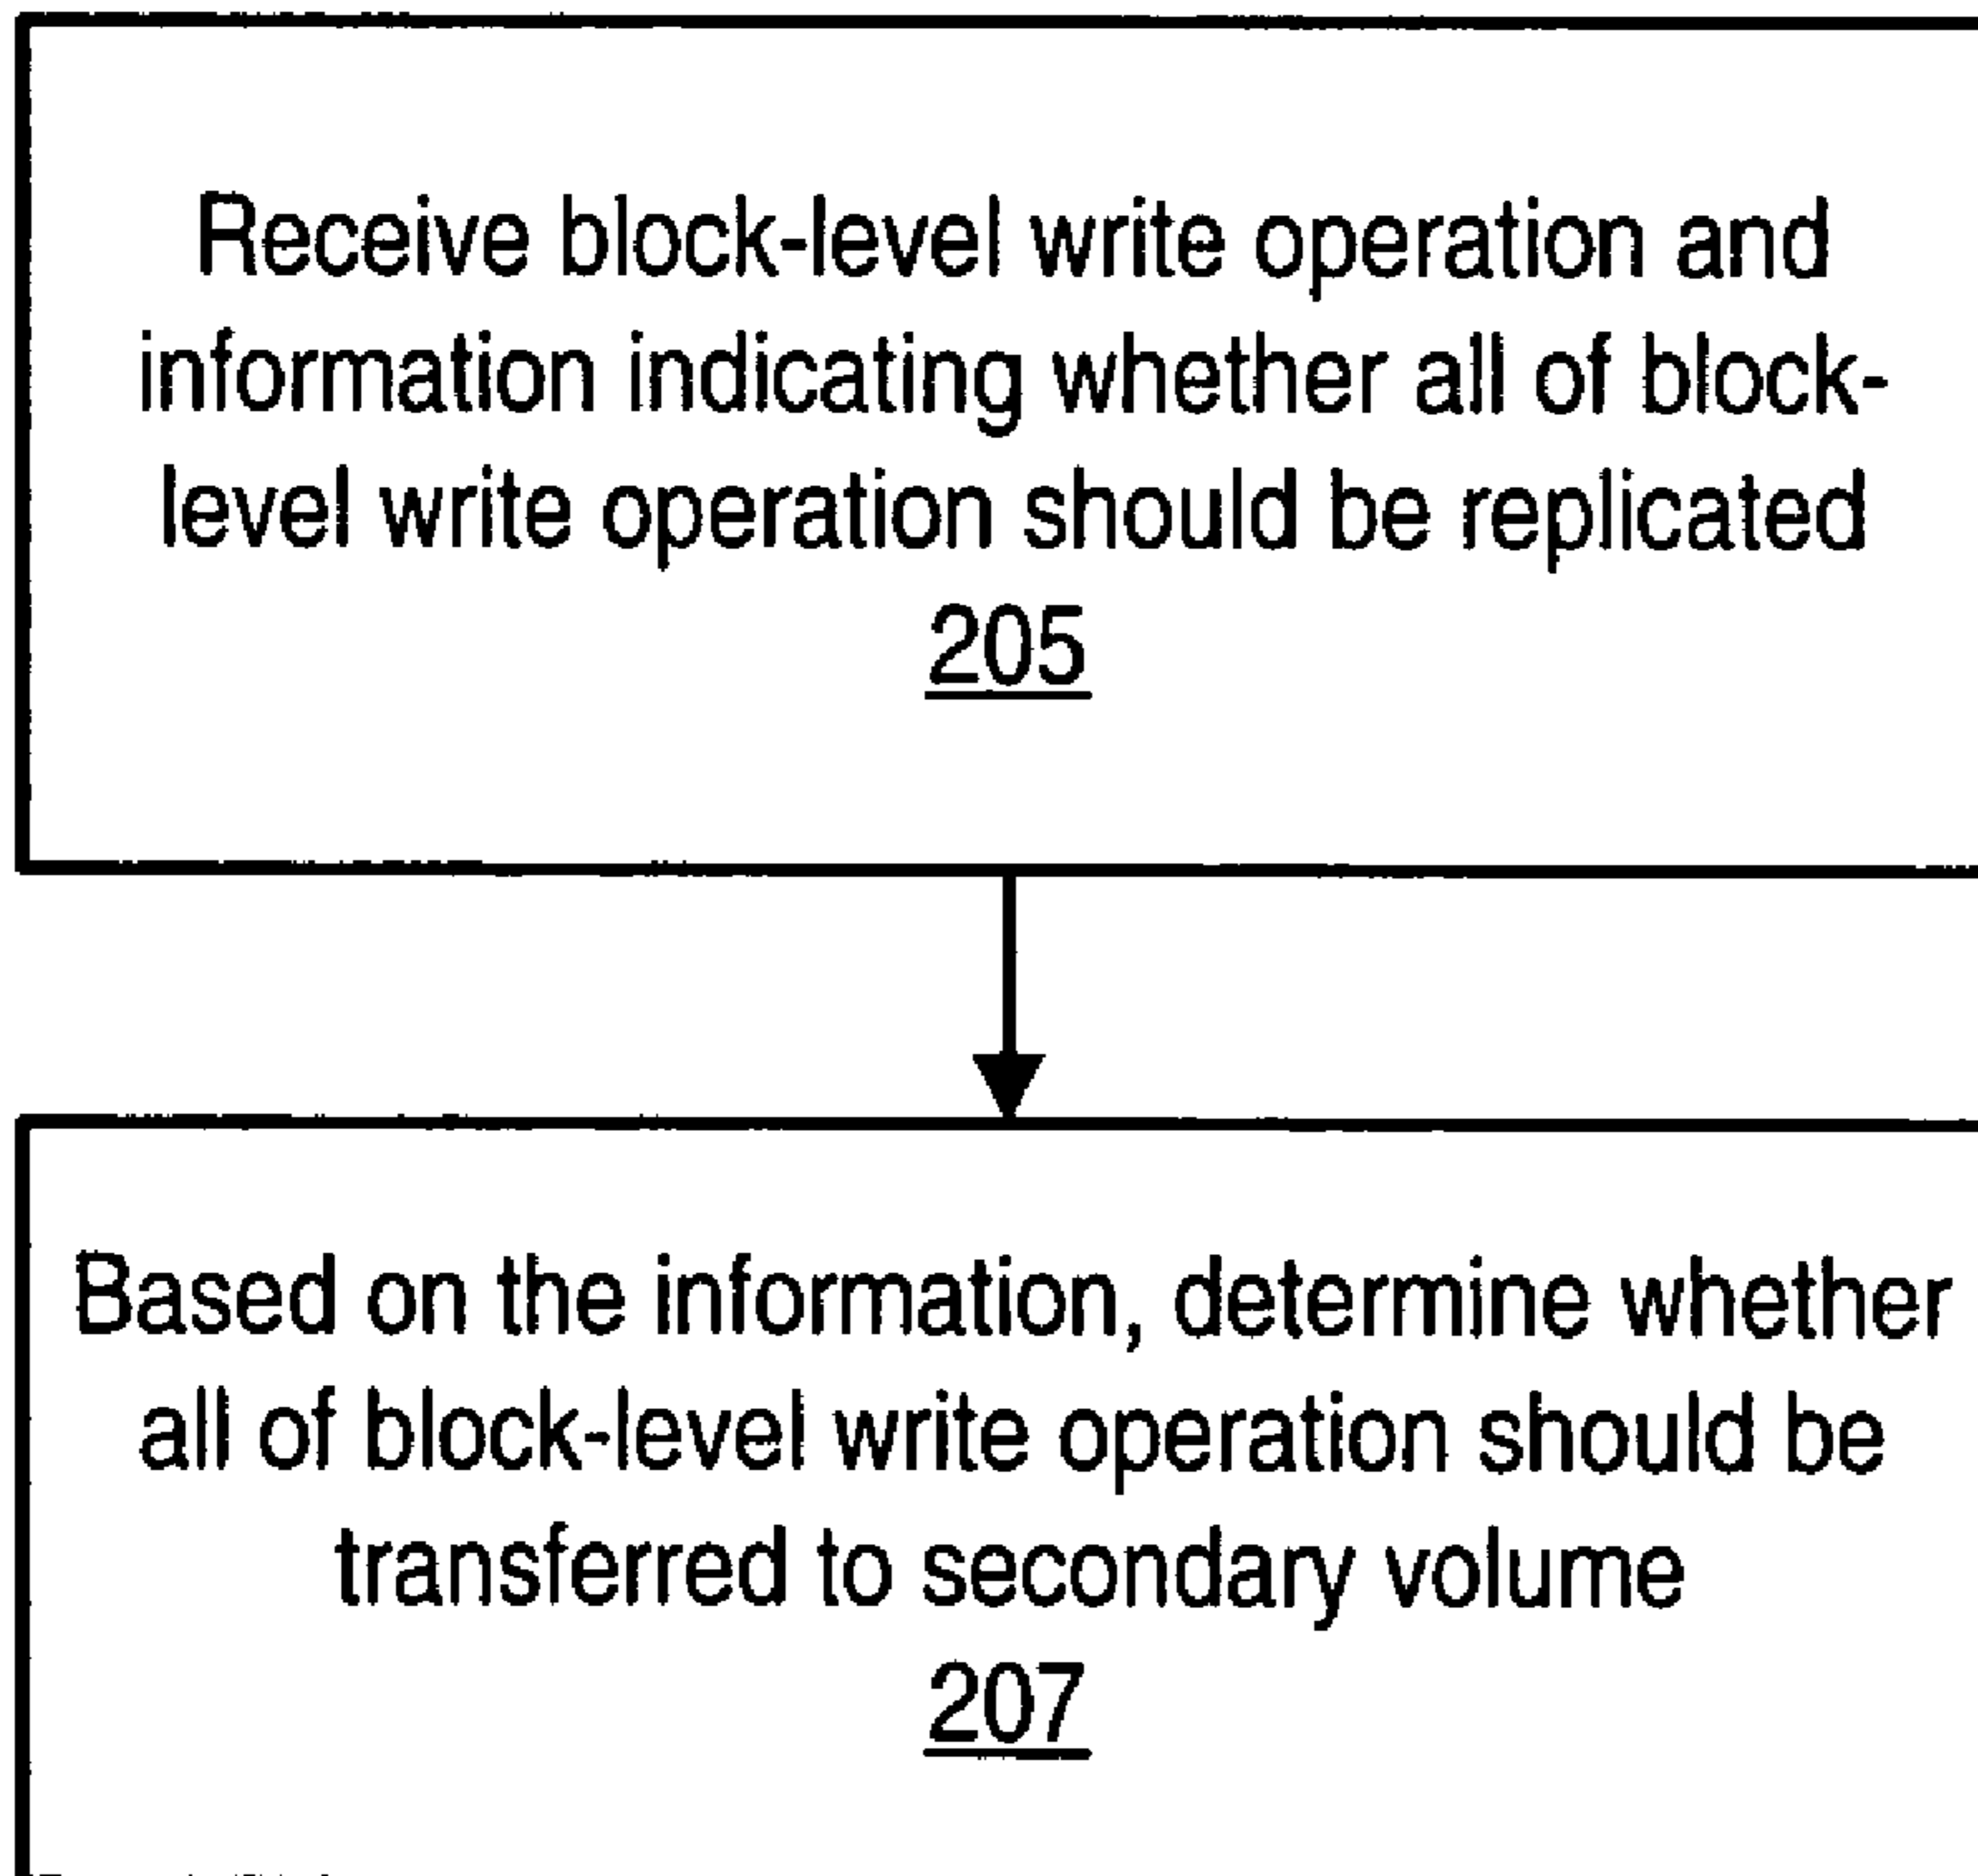 Receive block-level write operation and
information indicating whether all of block-
level write operation should be replicated
205
Based on the information, determine whether
all of block-level write operation should be
transferred to secondary volume
207